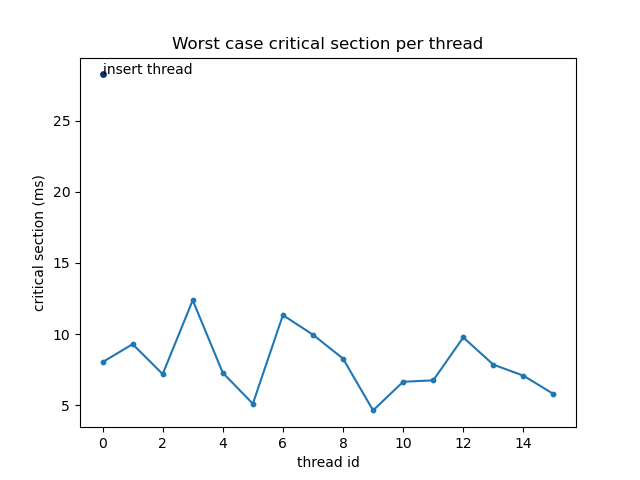 Worst case critical section per thread
insert thread
25
20
15
10
5
critical section (ms)
0 2 4 6 8 10 12 14
thread id